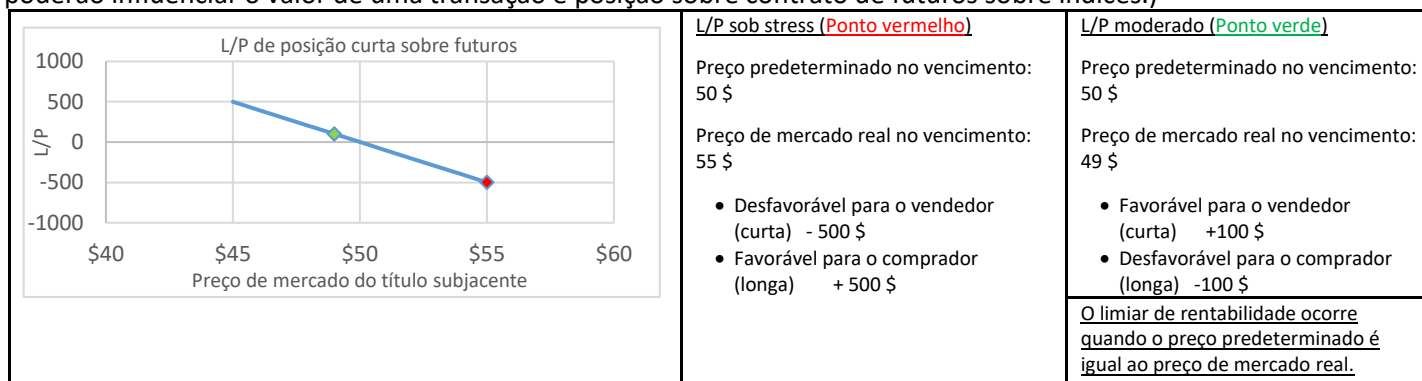 poderão influenciar o valor de uma transação e posição sobre contrato de futuros sobre índices.)
L/P de posição curta sobre futuros
1000
500
0
-500
-1000
L/P
$40 $45 $50 $55 $60
Preço de mercado do título subjacente
L/P sob stress (Ponto vermelho)
Preço predeterminado no vencimento:
50 $
Preço de mercado real no vencimento:
55 $
• Desfavorável para o vendedor
(curta) - 500 $
• Favorável para o comprador
(longa) + 500 $
L/P moderado (Ponto verde)
Preço predeterminado no vencimento:
50 $
Preço de mercado real no vencimento:
49 $
• Favorável para o vendedor
(curta) +100 $
• Desfavorável para o comprador
(longa) -100 $
O limiar de rentabilidade ocorre
quando o preço predeterminado é
igual ao preço de mercado real.